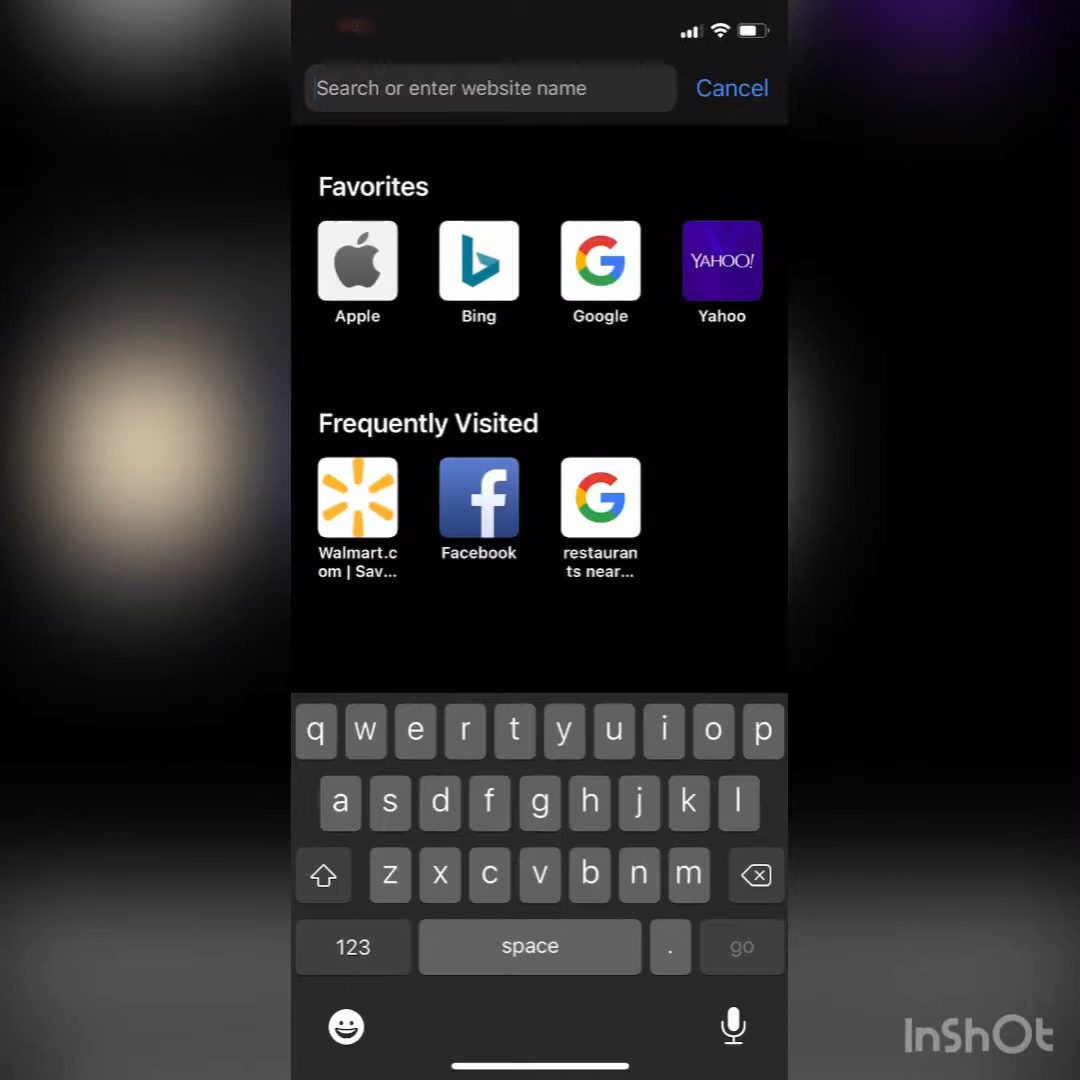 Search or enter website name
Cancel
Favorites
YAHOO!
Apple
Bing
Google
Yahoo
Frequently Visited
Walmart.c
om | Sav...
Facebook
restauran
ts near...
q w e r t y u i o p
a s d f g h j k l
z x c v b n m
123 space . go
InShOt